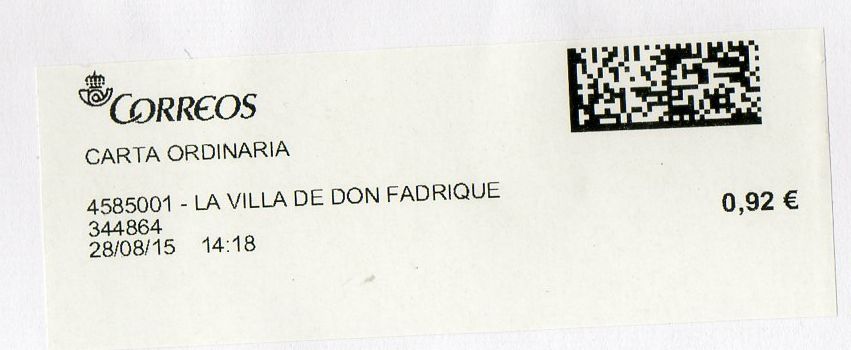 CORREOS
CARTA ORDINARIA
4585001 - LA VILLA DE DON FADRIQUE
344864
28/08/15 14:18
0,92 €